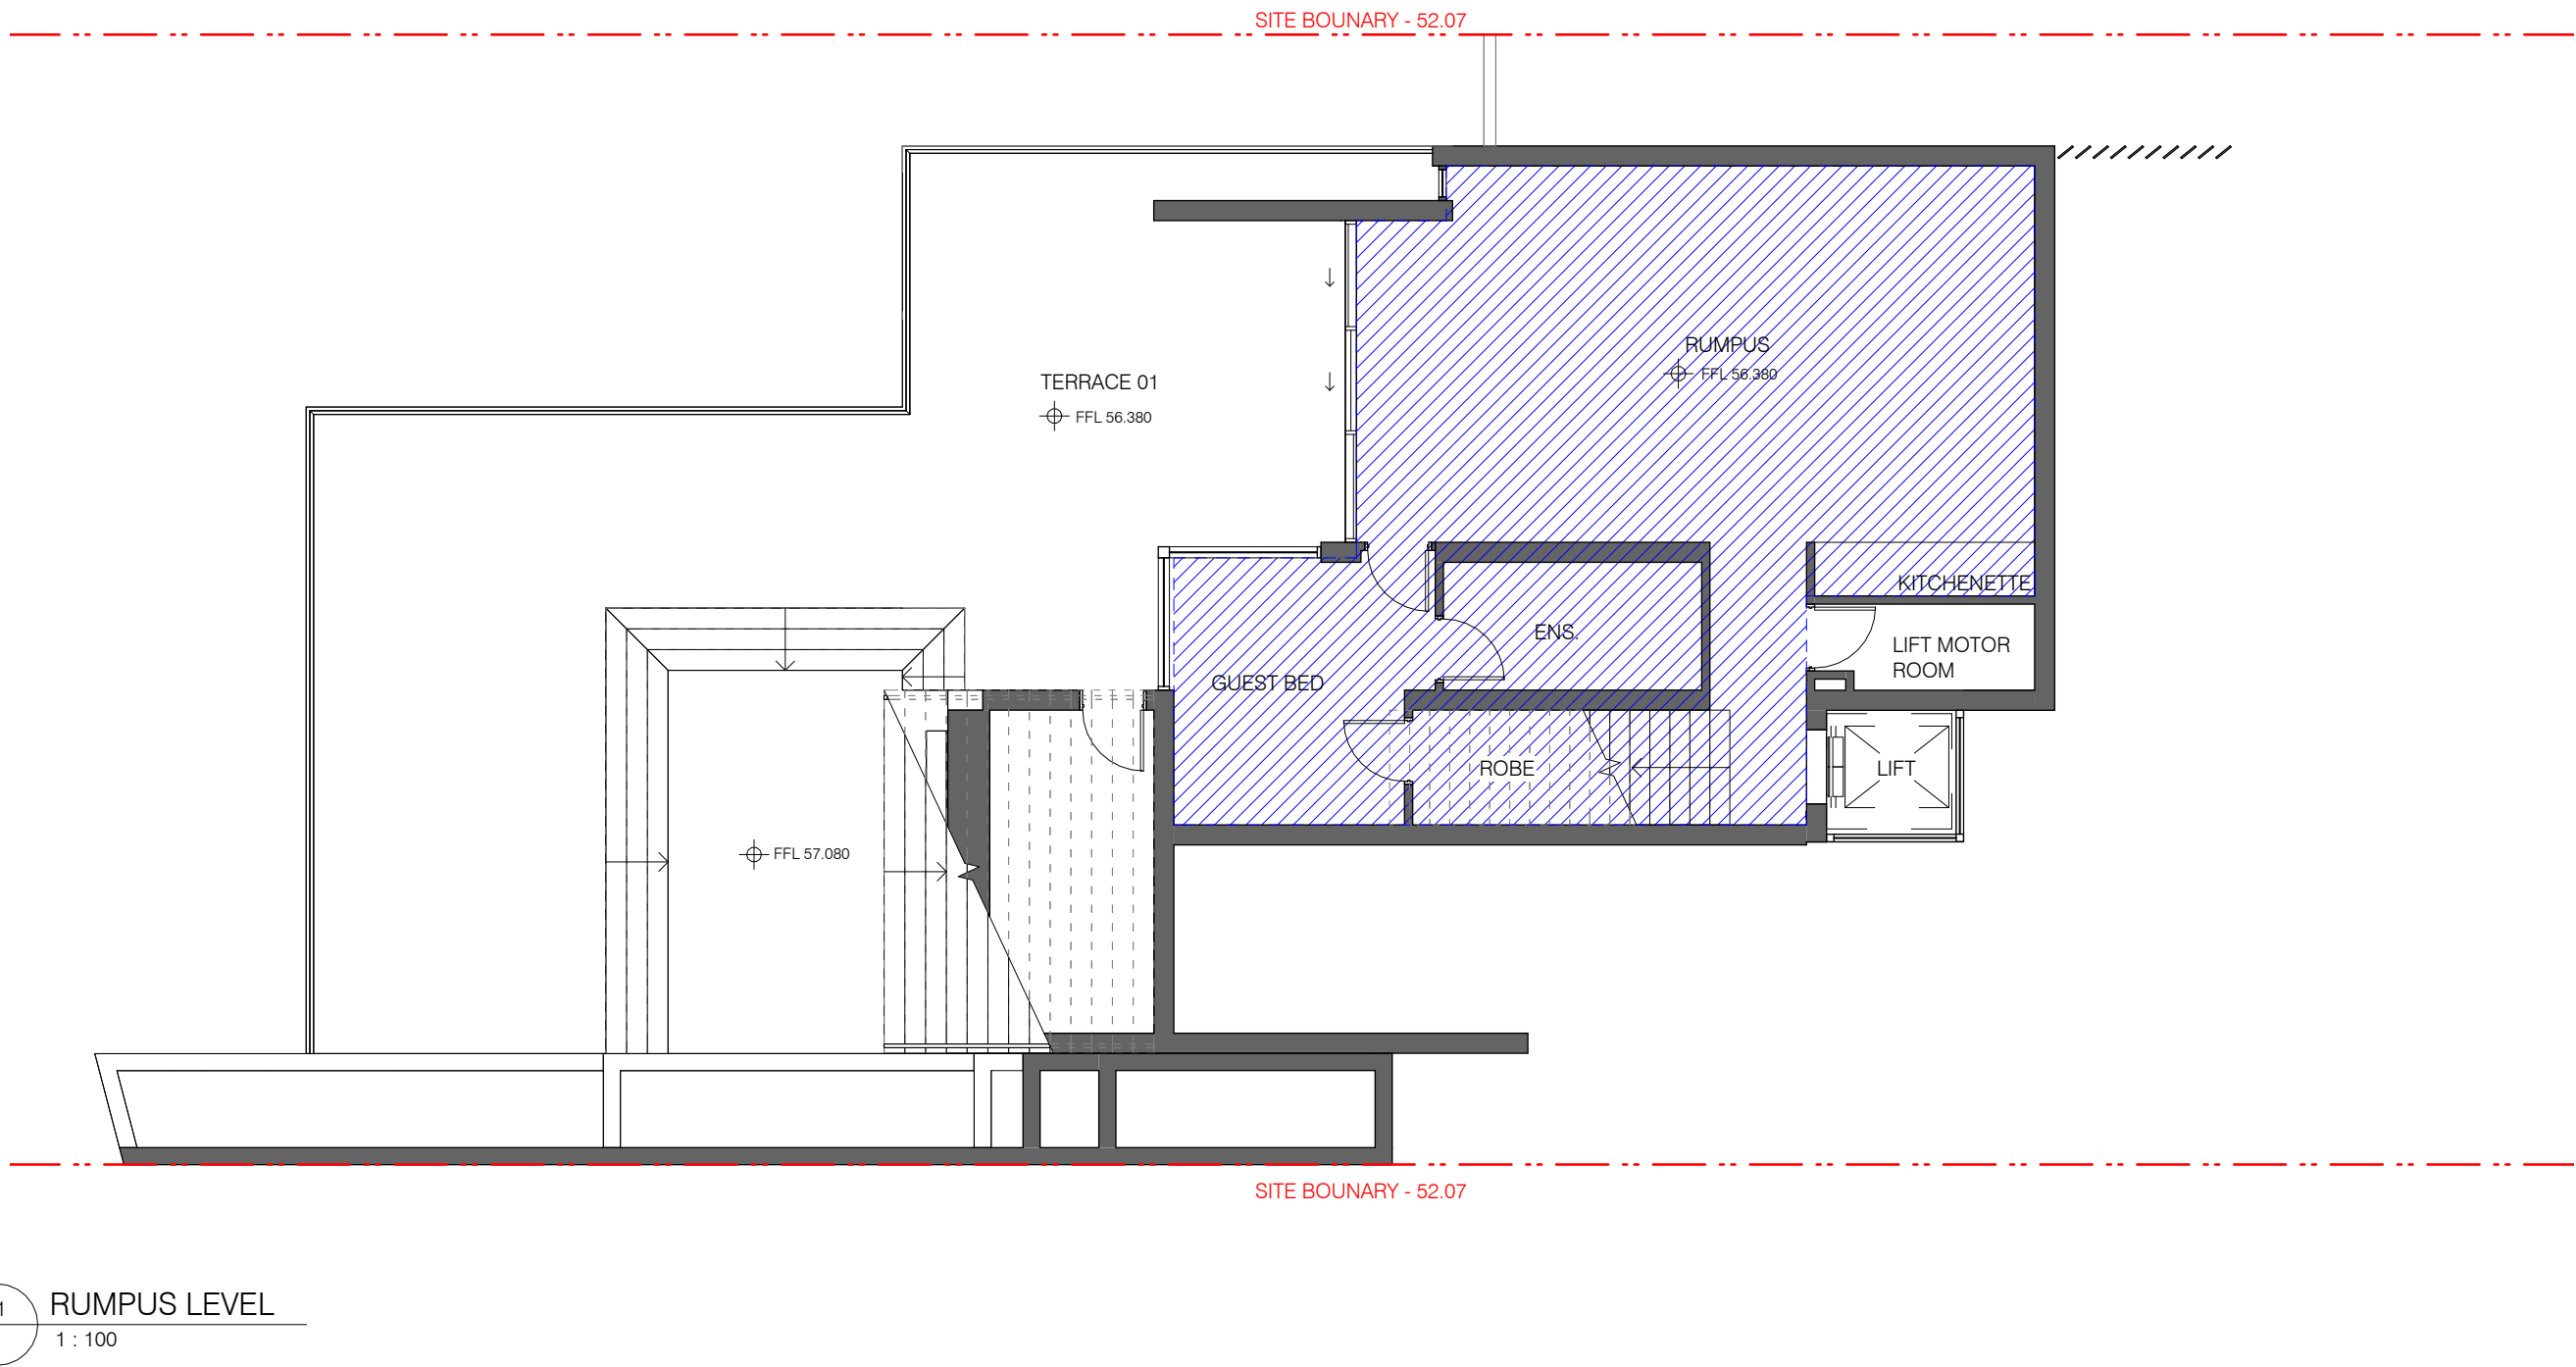 SITE BOUNARY - 52.07
RUMPUS
FFL 56.380
TERRACE 01
FFL 56.380
KITCHENETTE
ENS.
LIFT MOTOR
ROOM
GUEST BED
ROBE
LIFT
FFL 57.080
SITE BOUNARY - 52.07
1
RUMPUS LEVEL
1 : 100